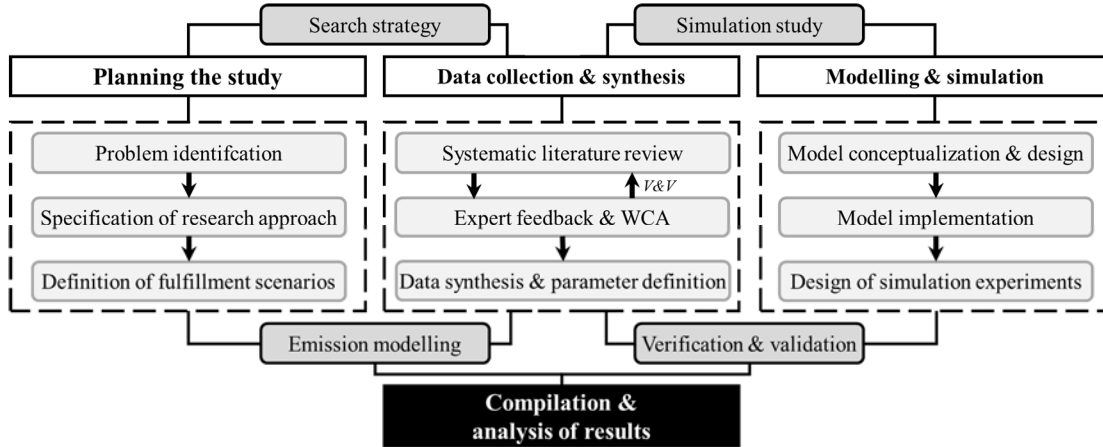 Search strategy
Simulation study
Planning the study
Data collection & synthesis
Modelling & simulation
Problem identifcation
Systematic literature review
Model conceptualization & design
V&V
Specification of research approach
Expert feedback & WCA
Model implementation
Definition of fulfillment scenarios
Data synthesis & parameter definition
Design of simulation experiments
Emission modelling
Verification & validation
Compilation &
analysis of results